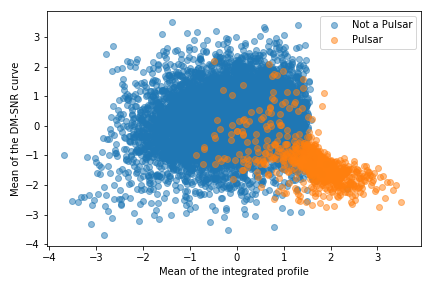 Not a Pulsar
Pulsar
Mean of the DM-SNR curve
3
2
1
0
−1
−2
−3
−4
−4 −3 −2 −1 0 1 2 3
Mean of the integrated profile